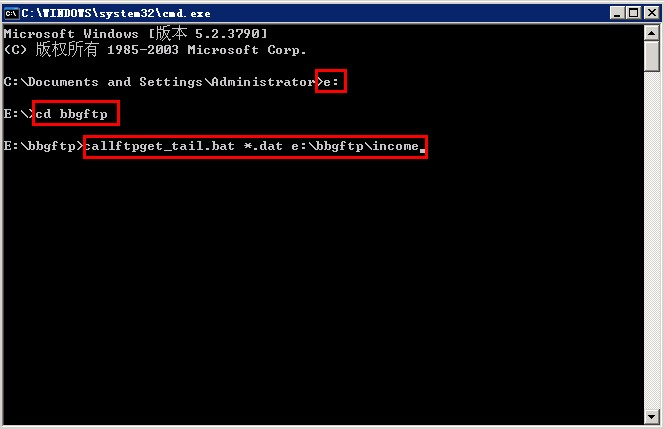 C:\WINDOWS\system32\cmd.exe
Microsoft Windows [版本 5.2.3790]
(C) 版权所有 1985-2003 Microsoft Corp.
C:\Documents and Settings\Administrator>e:
E:\>cd bbgftp
E:\bbgftp>callftpget_tail.bat *.dat e:\bbgftp\income